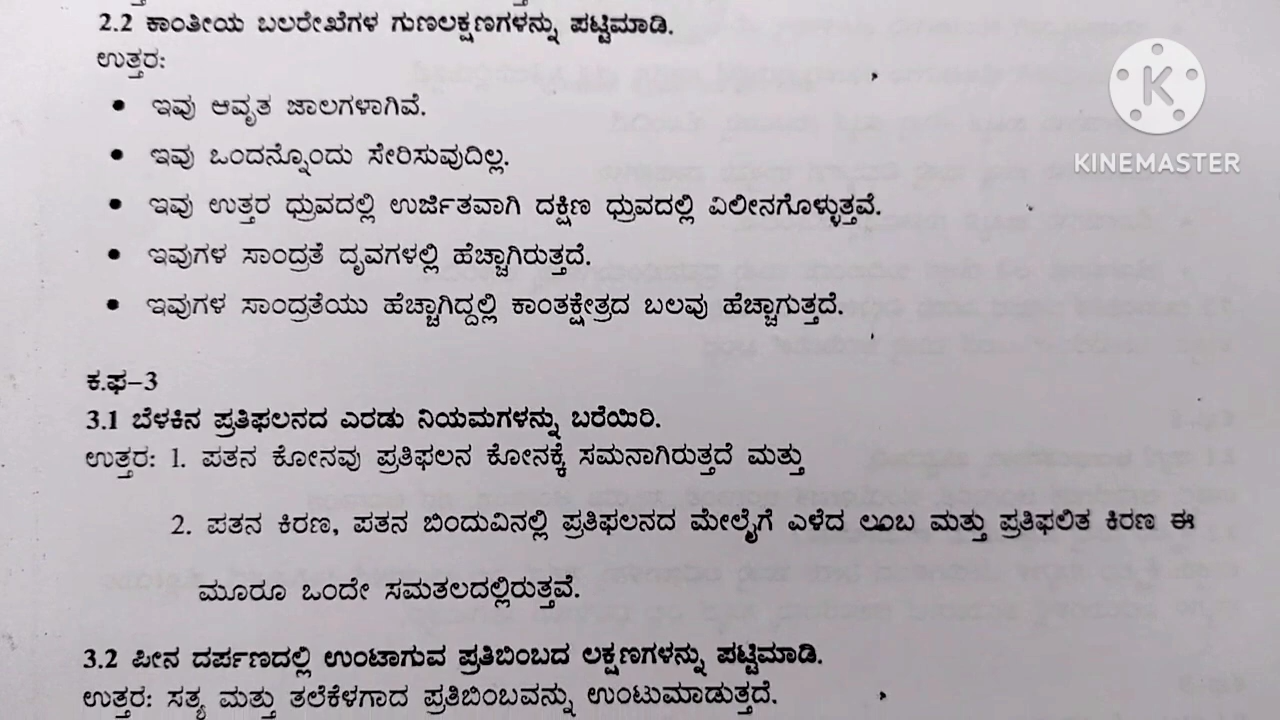 2.2 ಕಾಂತೀಯ ಬಲರೇಖೆಗಳ ಗುಣಲಕ್ಷಣಗಳನ್ನು ಪಟ್ಟಿಮಾಡಿ.
ಉತ್ತರ:
• ಇವು ಆವೃತ ಜಾಲಗಳಾಗಿವೆ.
• ಇವು ಒಂದನ್ನೊಂದು ಸೇರಿಸುವುದಿಲ್ಲ.
• ಇವು ಉತ್ತರ ಧ್ರುವದಲ್ಲಿ ಉರ್ಜಿತವಾಗಿ ದಕ್ಷಿಣ ಧ್ರುವದಲ್ಲಿ ವಿಲೀನಗೊಳ್ಳುತ್ತವೆ.
• ಇವುಗಳ ಸಾಂದ್ರತೆ ದೃವಗಳಲ್ಲಿ ಹೆಚ್ಚಾಗಿರುತ್ತದೆ.
• ಇವುಗಳ ಸಾಂದ್ರತೆಯು ಹೆಚ್ಚಾಗಿದ್ದಲ್ಲಿ ಕಾಂತಕ್ಷೇತ್ರದ ಬಲವು ಹೆಚ್ಚಾಗುತ್ತದೆ.
ಕ.ಫ-3
3.1 ಬೆಳಕಿನ ಪ್ರತಿಫಲನದ ಎರಡು ನಿಯಮಗಳನ್ನು ಬರೆಯಿರಿ.
ಉತ್ತರ: 1. ಪತನ ಕೋನವು ಪ್ರತಿಫಲನ ಕೋನಕ್ಕೆ ಸಮನಾಗಿರುತ್ತದೆ ಮತ್ತು
2. ಪತನ ಕಿರಣ, ಪತನ ಬಿಂದುವಿನಲ್ಲಿ ಪ್ರತಿಫಲನದ ಮೇಲೈಗೆ ಎಳೆದ ಲಂಬ ಮತ್ತು ಪ್ರತಿಫಲಿತ ಕಿರಣ ಈ
ಮೂರೂ ಒಂದೇ ಸಮತಲದಲ್ಲಿರುತ್ತವೆ.
3.2 ಪೀನ ದರ್ಪಣದಲ್ಲಿ ಉಂಟಾಗುವ ಪ್ರತಿಬಿಂಬದ ಲಕ್ಷಣಗಳನ್ನು ಪಟ್ಟಿಮಾಡಿ.
ಉತ್ತರ: ಸತ್ಯ ಮತ್ತು ತಲೆಕೆಳಗಾದ ಪ್ರತಿಬಿಂಬವನ್ನು ಉಂಟುಮಾಡುತ್ತದೆ.
K
KINEMASTER